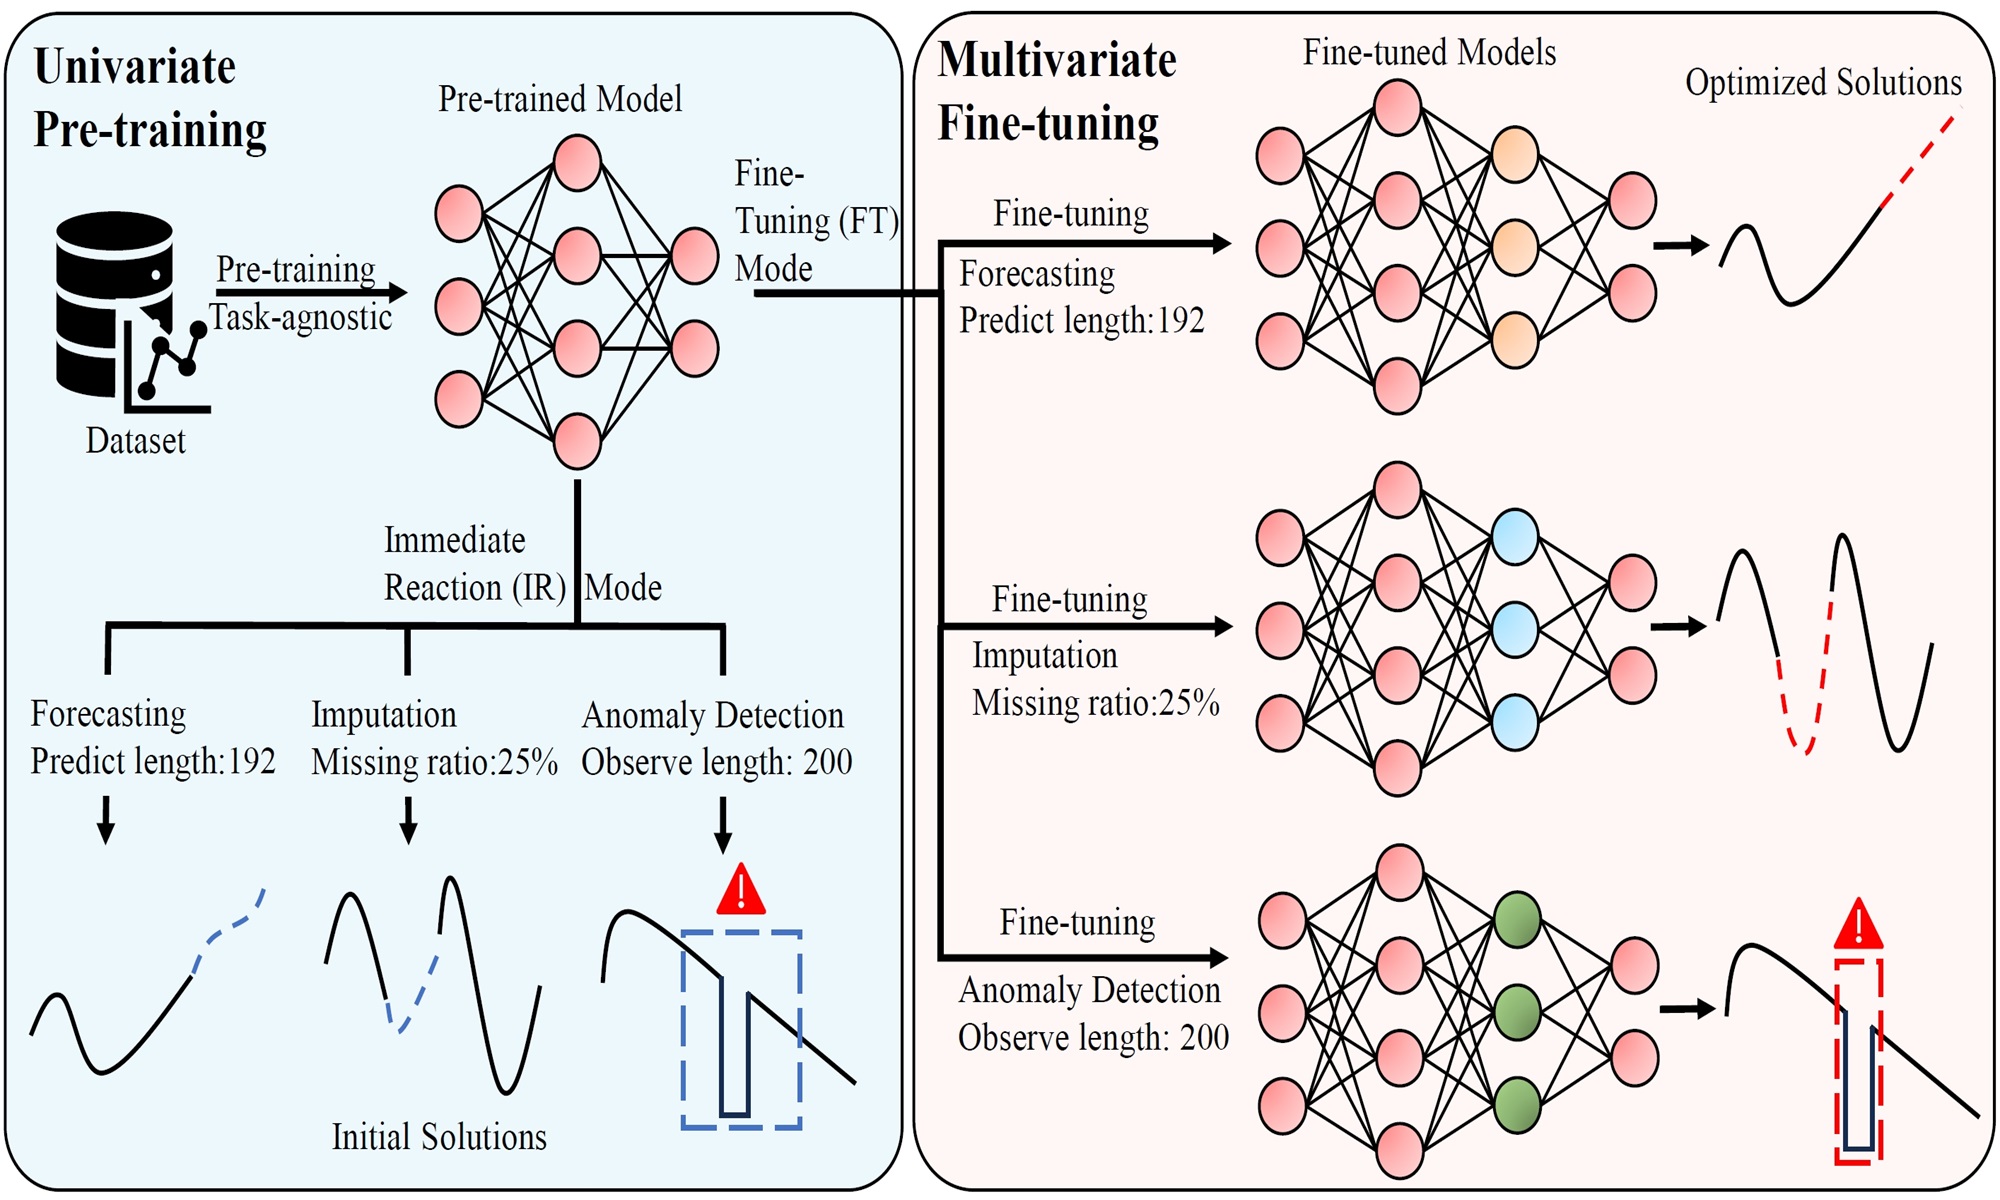 Univariate
Pre-training
Pre-trained Model
Fine-
Tuning (FT)
Mode
Pre-training
Task-agnostic
Dataset
Immediate
Reaction (IR) Mode
Forecasting
Predict length:192
Imputation
Missing ratio:25%
Anomaly Detection
Observe length: 200
Initial Solutions
Multivariate
Fine-tuning
Fine-tuned Models
Optimized Solutions
Fine-tuning
Forecasting
Predict length:192
Fine-tuning
Imputation
Missing ratio:25%
Fine-tuning
Anomaly Detection
Observe length: 200